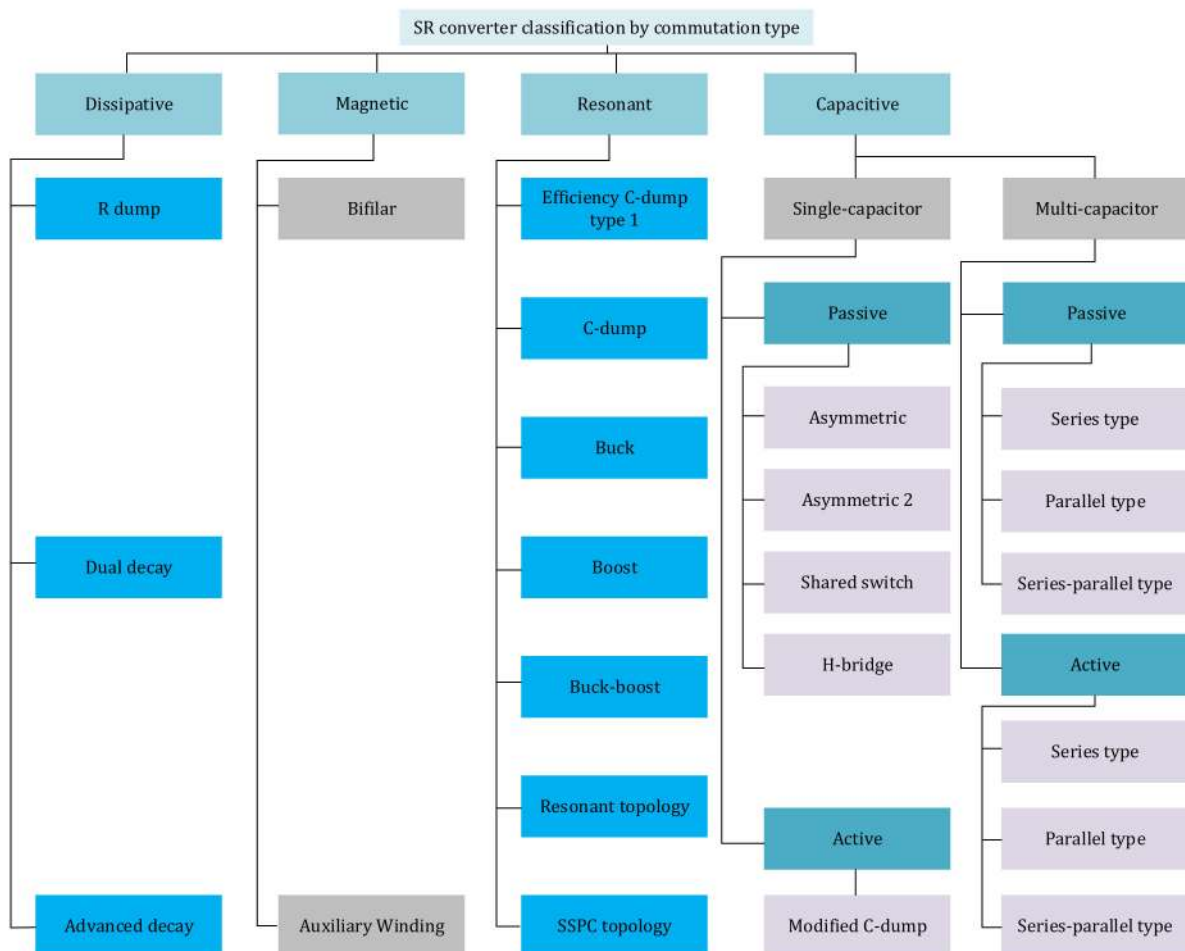 SR converter classification by commutation type
Dissipative
Magnetic
Resonant
Capacitive
R dump
Bifilar
Efficiency C-dump
type 1
Single-capacitor
Multi-capacitor
C-dump
Passive
Passive
Asymmetric
Series type
Buck
Asymmetric 2
Parallel type
Dual decay
Boost
Shared switch
Series-parallel type
Buck-boost
H-bridge
Active
Series type
Resonant topology
Active
Parallel type
Advanced decay
Auxiliary Winding
SSPC topology
Modified C-dump
Series-parallel type